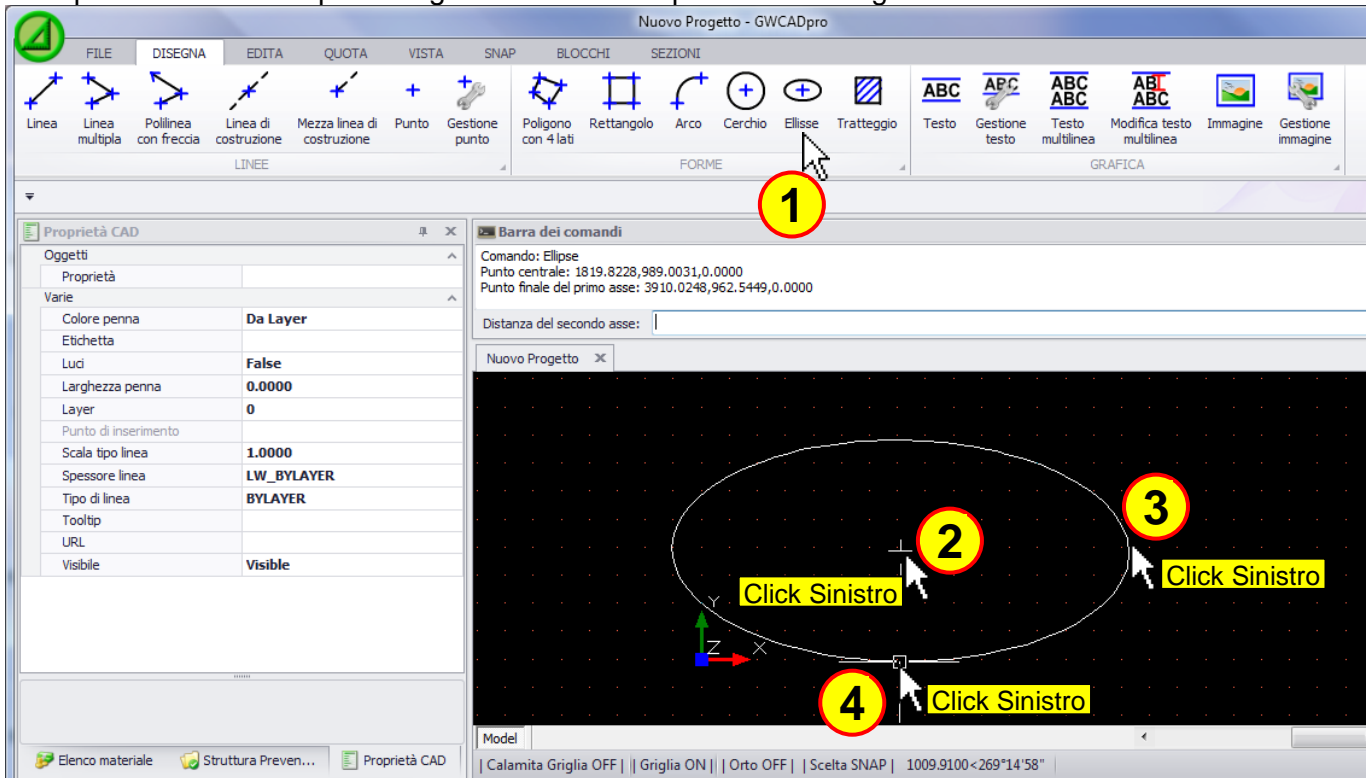 Nuovo Progetto - GWCADpro
FILE DISEGNA EDITA QUOTA VISTA SNAP BLOCCHI SEZIONI
Linea
Linea multipla
Polilinea con freccia
Linea di costruzione
Mezza linea di costruzione
Punto
Gestione punto
Poligono con 4 lati
Rettangolo
Arco
Cerchio
Ellisse
Tratteggio
ABC
Testo
ABC
Gestione testo
ABC
ABC
Testo multilinea
ABI
ABC
Modifica testo multilinea
Immagine
Gestione immagine
LINEE FORME GRAFICA
1
Proprietà CAD
Oggetti
Proprietà
Varie
Colore penna Da Layer
Etichetta
Luci False
Larghezza penna 0.0000
Layer 0
Punto di inserimento
Scala tipo linea 1.0000
Spessore linea LW_BYLAYER
Tipo di linea BYLAYER
Tooltip
URL
Visibile Visible
Elenco materiale Struttura Preven... Proprietà CAD
Barra dei comandi
Comando: Ellipse
Punto centrale: 1819.8228,989.0031,0.0000
Punto finale del primo asse: 3910.0248,962.5449,0.0000
Distanza del secondo asse:
Nuovo Progetto
3
2
Click Sinistro
Click Sinistro
Y
Z X
4
Click Sinistro
Model
| Calamita Griglia OFF | | Griglia ON | | Orto OFF | | Scelta SNAP | 1009.9100<269°14'58"